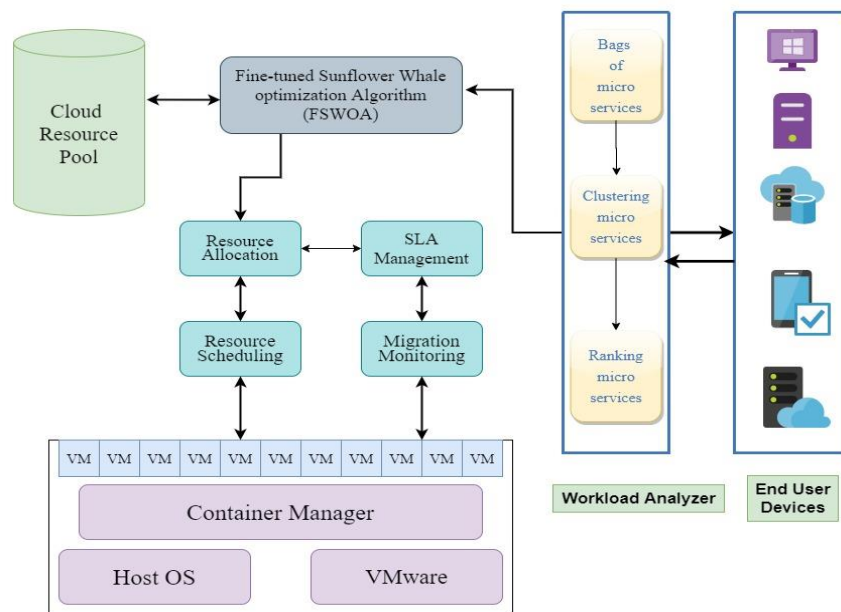 Cloud
Resource
Pool
Fine-tuned Sunflower Whale
optimization Algorithm
(FSWOA)
Bags
of
micro
services
Clustering
micro
services
Ranking
micro
services
Resource
Allocation
SLA
Management
Resource
Scheduling
Migration
Monitoring
VM VM VM VM VM VM VM VM VM VM VM
Container Manager
Host OS
VMware
Workload Analyzer
End User
Devices